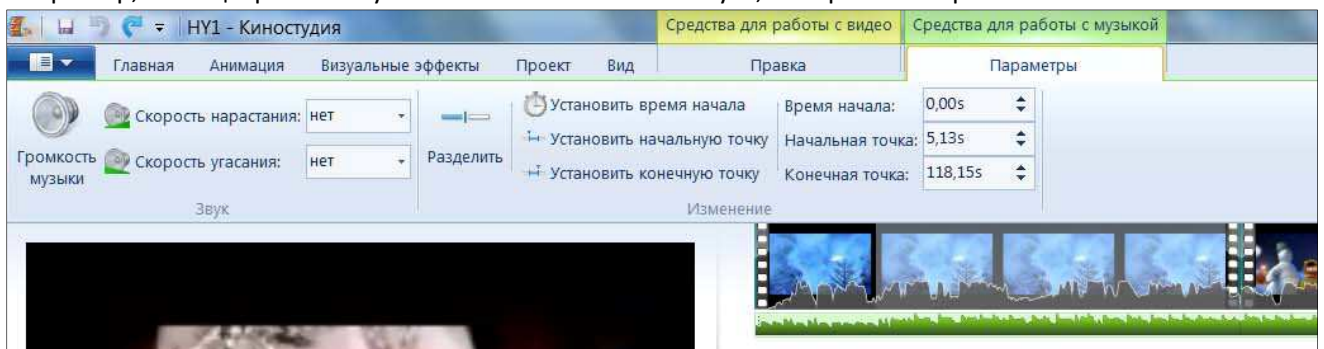 HY1 - Киностудия
Средства для работы с видео
Средства для работы с музыкой
Главная
Анимация
Визуальные эффекты
Проект
Вид
Правка
Параметры
Громкость
музыки
Скорость нарастания: нет
Скорость угасания: нет
Звук
Разделить
Установить время начала
Установить начальную точку
Установить конечную точку
Время начала: 0,00s
Начальная точка: 5,13s
Конечная точка: 118,15s
Изменение